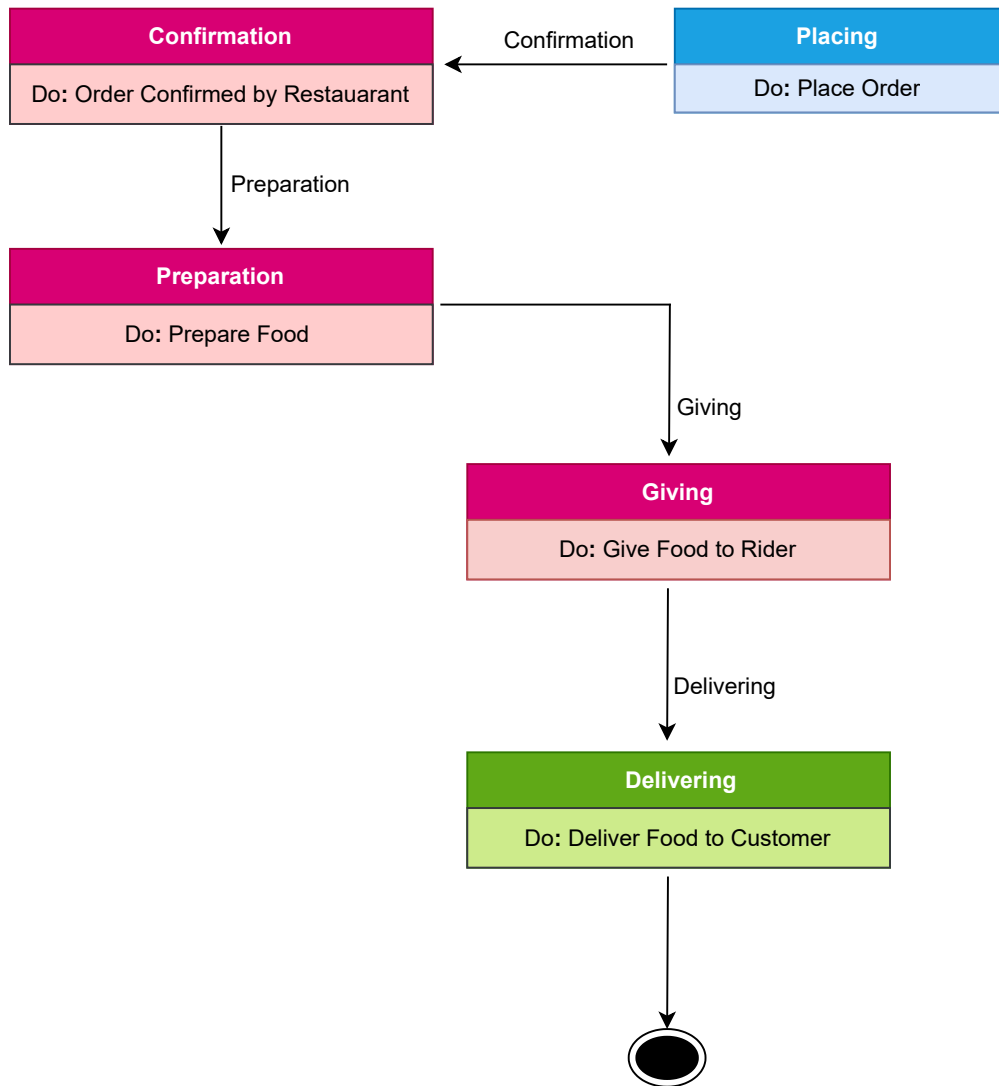 Confirmation
Do: Order Confirmed by Restauarant
Confirmation
Placing
Do: Place Order
Preparation
Preparation
Do: Prepare Food
Giving
Giving
Do: Give Food to Rider
Delivering
Delivering
Do: Deliver Food to Customer